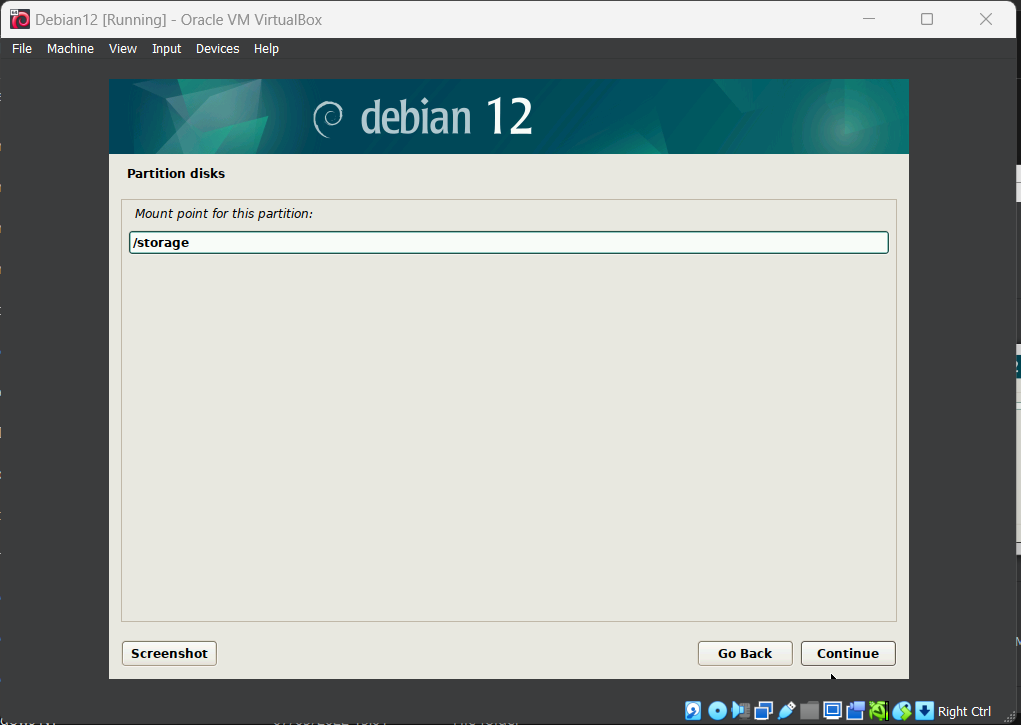 Debian12 [Running] - Oracle VM VirtualBox
File Machine View Input Devices Help
debian 12
Partition disks
Mount point for this partition:
/storage
Screenshot Go Back Continue
Right Ctrl